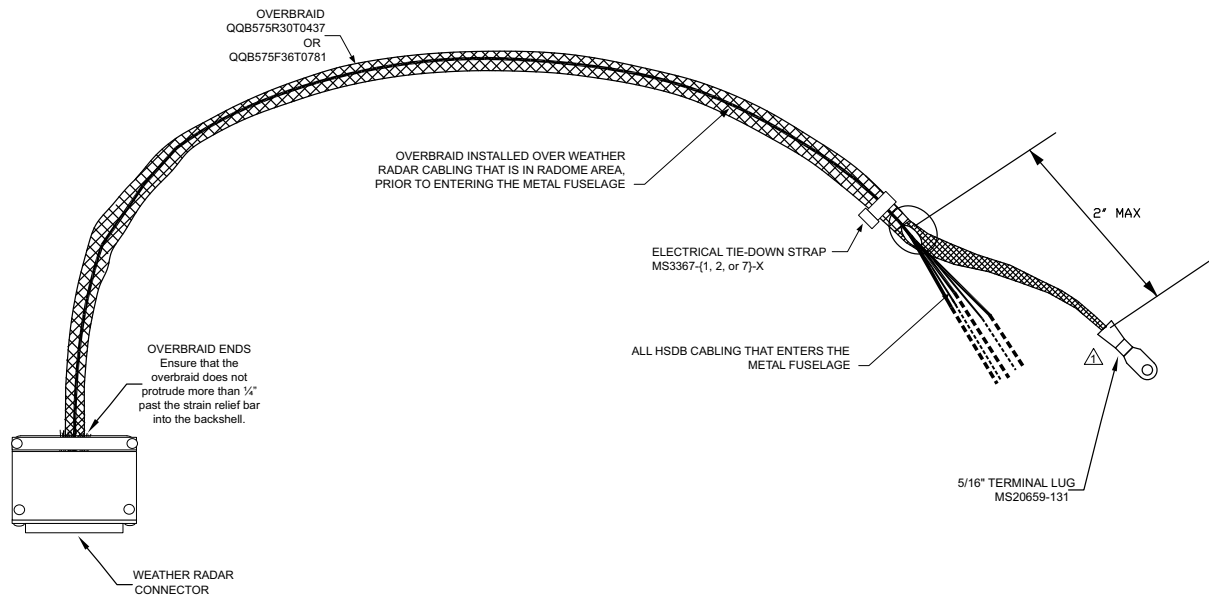 OVERBRAID
QQB575R30T0437
OR
QQB575F36T0781
OVERBRAID INSTALLED OVER WEATHER
RADAR CABLING THAT IS IN RADOME AREA,
PRIOR TO ENTERING THE METAL FUSELAGE
2" MAX
ELECTRICAL TIE-DOWN STRAP
MS3367-{1, 2, or 7}-X
ALL HSDB CABLING THAT ENTERS THE
METAL FUSELAGE
1
OVERBRAID ENDS
Ensure that the
overbraid does not
protrude more than ¼"
past the strain relief bar
into the backshell.
5/16" TERMINAL LUG
MS20659-131
WEATHER RADAR
CONNECTOR